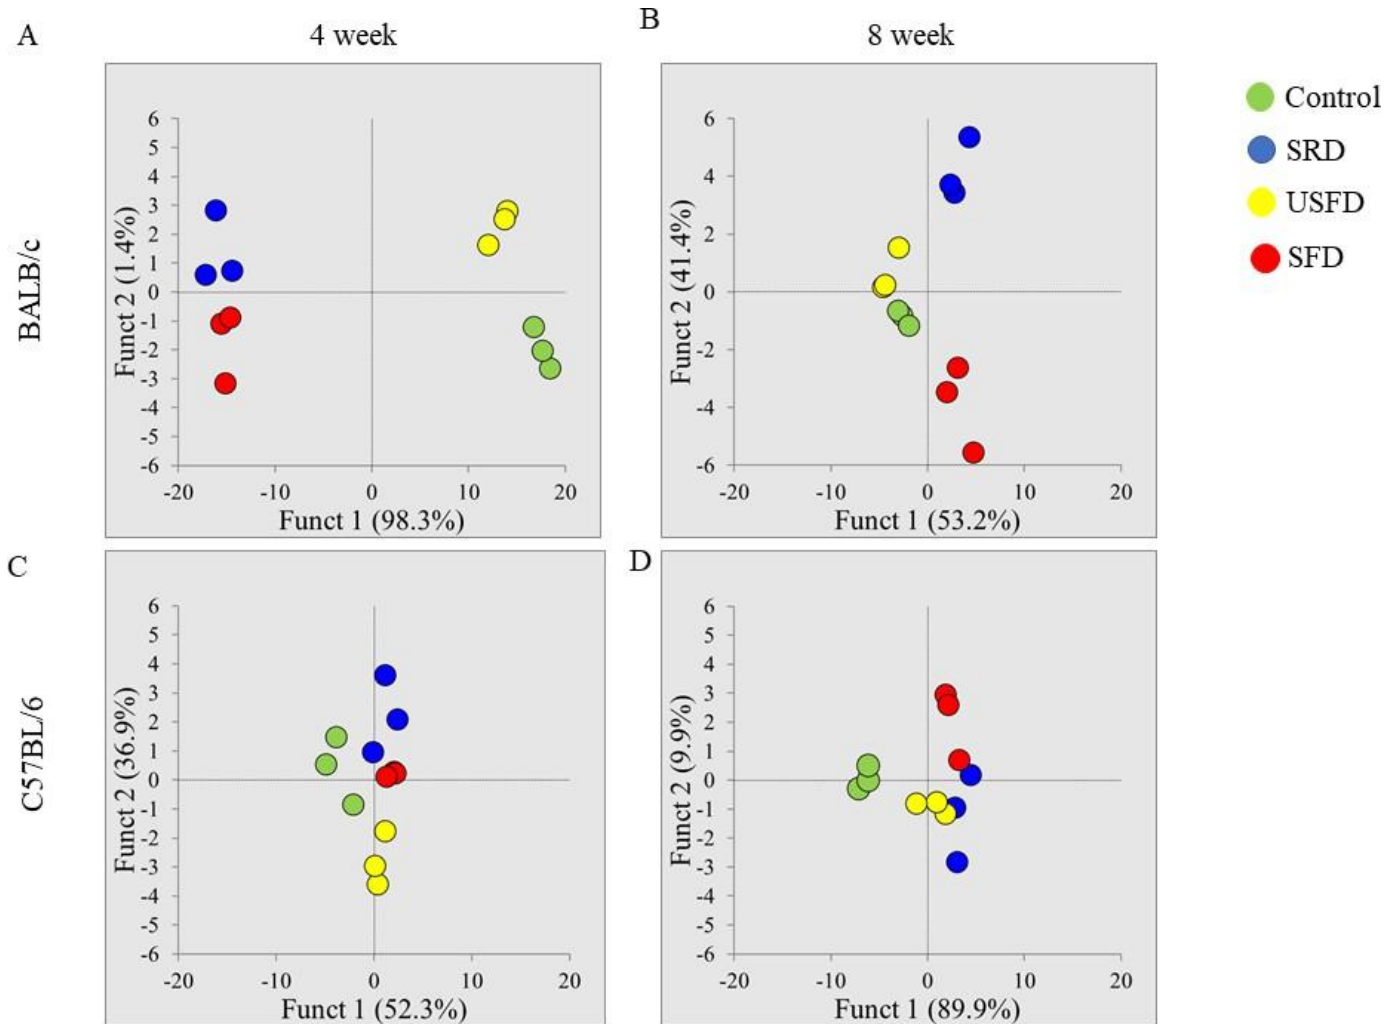 A
4 week
B
8 week
Control
SRD
USFD
SFD
BALB/c
Funct 2 (1.4%)
6
5
4
3
2
1
0
-1
-2
-3
-4
-5
-6
-20 -10 0 10 20
Funct 1 (98.3%)
Funct 2 (41.4%)
6
4
2
0
-2
-4
-6
-20 -10 0 10 20
Funct 1 (53.2%)
C
D
C57BL/6
Funct 2 (36.9%)
6
5
4
3
2
1
0
-1
-2
-3
-4
-5
-6
-20 -10 0 10 20
Funct 1 (52.3%)
Funct 2 (9.9%)
6
5
4
3
2
1
0
-1
-2
-3
-4
-5
-6
-20 -10 0 10 20
Funct 1 (89.9%)